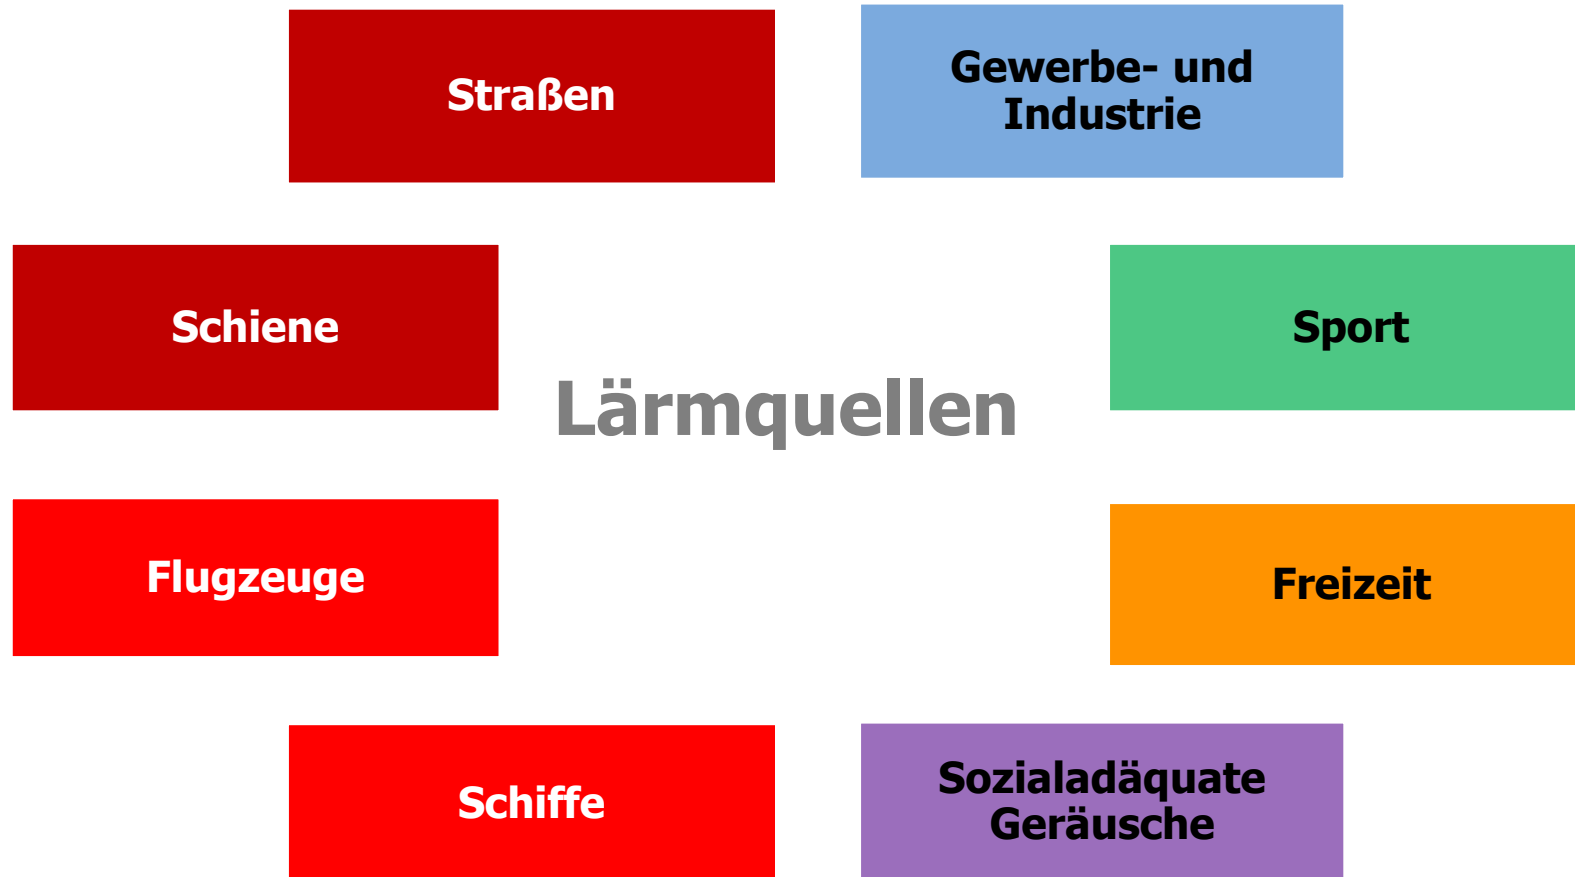 Straßen
Gewerbe- und
Industrie
Schiene
Sport
Lärmquellen
Flugzeuge
Freizeit
Schiffe
Sozialadäquate
Geräusche